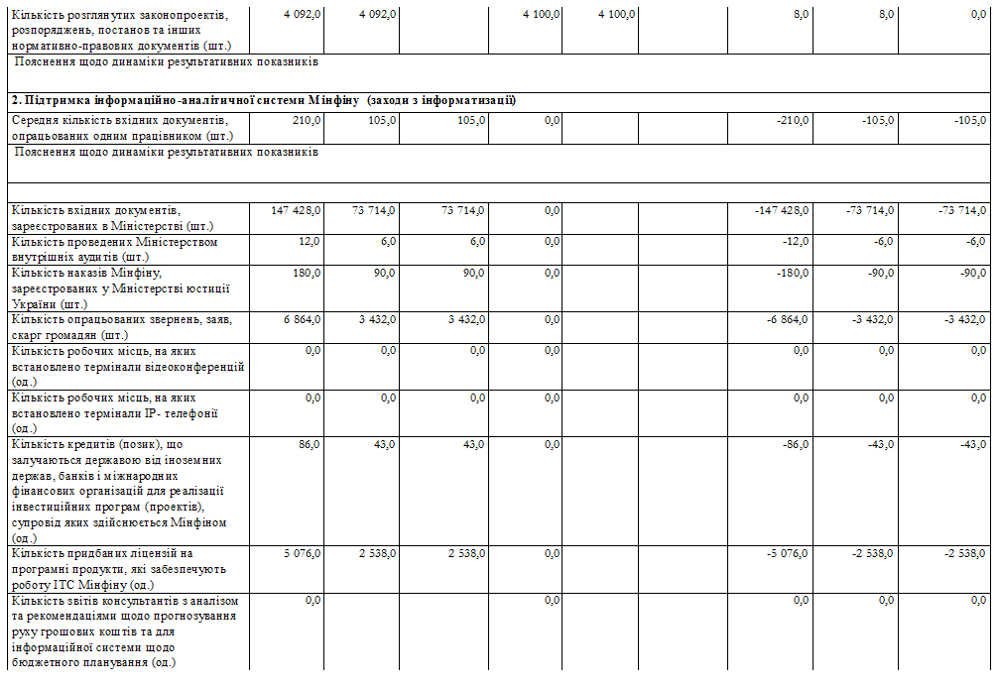 Кількість розглянутих законопроектів, 4 092,0 4 092,0 4 100,0 4 100,0 8,0 8,0 0,0
розпоряджень, постанов та інших
нормативно-правових документів (шт.)
Пояснення щодо динаміки результативних показників
2. Підтримка інформаційно-аналітичної системи Мінфіну (заходи з інформатизації)
Середня кількість вхідних документів, 210,0 105,0 105,0 0,0 -210,0 -105,0 -105,0
опрацьованих одним працівником (шт.)
Пояснення щодо динаміки результативних показників
Кількість вхідних документів, 147 428,0 73 714,0 73 714,0 0,0 -147 428,0 -73 714,0 -73 714,0
зареєстрованих в Міністерстві (шт.)
Кількість проведених Міністерством 12,0 6,0 6,0 0,0 -12,0 -6,0 -6,0
внутрішніх аудитів (шт.)
Кількість наказів Мінфіну, 180,0 90,0 90,0 0,0 -180,0 -90,0 -90,0
зареєстрованих у Міністерстві юстиції
України (шт.)
Кількість опрацьованих звернень, заяв, 6 864,0 3 432,0 3 432,0 0,0 -6 864,0 -3 432,0 -3 432,0
скарг громадян (шт.)
Кількість робочих місць, на яких 0,0 0,0 0,0 0,0 0,0 0,0 0,0
встановлено термінали відеоконференцій
(од.)
Кількість робочих місць, на яких 0,0 0,0 0,0 0,0 0,0 0,0 0,0
встановлено термінали IP- телефонії
(од.)
Кількість кредитів (позик), що 86,0 43,0 43,0 0,0 -86,0 -43,0 -43,0
залучаються державою від іноземних
держав, банків і міжнародних
фінансових організацій для реалізації
інвестиційних програм (проектів),
супровід яких здійснюється Мінфіном
(од.)
Кількість придбаних ліцензій на 5 076,0 2 538,0 2 538,0 0,0 -5 076,0 -2 538,0 -2 538,0
програмні продукти, які забезпечують
роботу ІТС Мінфіну (од.)
Кількість звітів консультантів з аналізом 0,0 0,0 0,0 0,0 0,0
та рекомендаціями щодо прогнозування
руху грошових коштів та для
інформаційної системи щодо
бюджетного планування (од.)